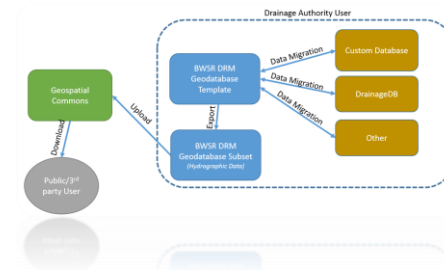 Drainage Authority User
Data Migration
Custom Database
BWSR DRM
Geodatabase
Template
Data Migration
DrainageDB
Geospatial
Commons
Upload
Export
Data Migration
Other
Download
BWSR DRM
Geodatabase Subset
(Hydrographic Data)
Public/3rd
party User